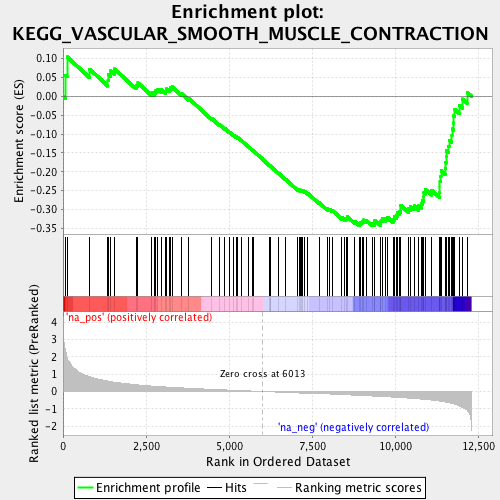 Enrichment plot:
KEGG_VASCULAR_SMOOTH_MUSCLE_CONTRACTION
Enrichment score (ES)
0.10
0.05
0.00
-0.05
-0.10
-0.15
-0.20
-0.25
-0.30
-0.35
'na_pos' (positively correlated)
Ranked list metric (PreRanked)
4
3
2
1
0
-1
-2
Zero cross at 6013
'na_neg' (negatively correlated)
0
2,500
5,000
7,500
10,000
12,500
Rank in Ordered Dataset
Enrichment profile
Hits
Ranking metric scores